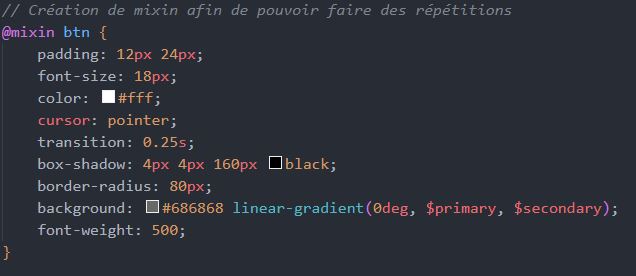 // Création de mixin afin de pouvoir faire des répétitions
@mixin btn {
padding: 12px 24px;
font-size: 18px;
color: #fff;
cursor: pointer;
transition: 0.25s;
box-shadow: 4px 4px 160px black;
border-radius: 80px;
background: #686868 linear-gradient(0deg, $primary, $secondary);
font-weight: 500;
}